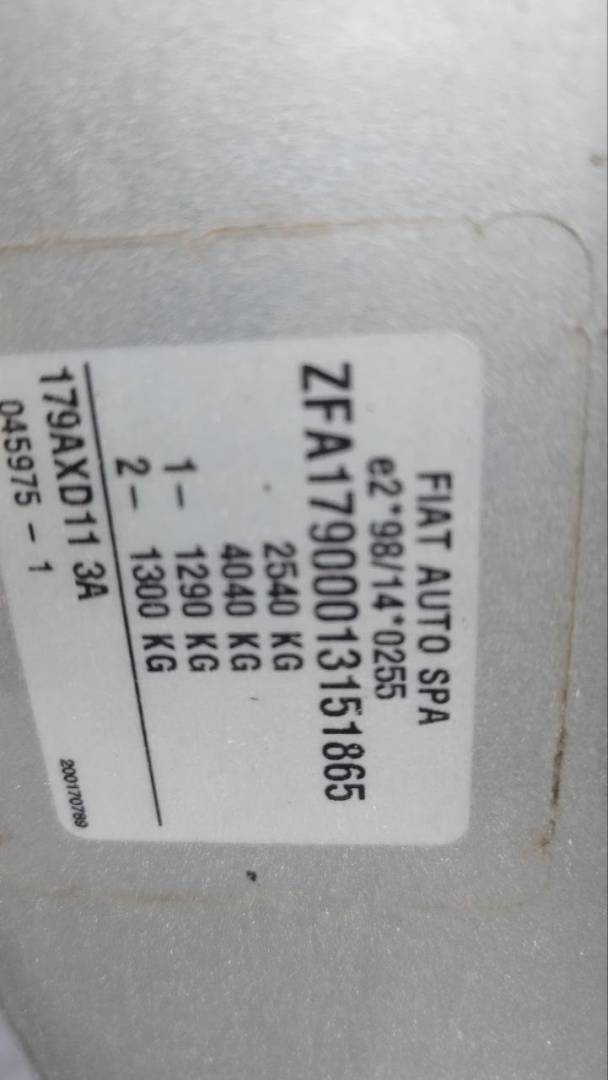 FIAT AUTO SPA
e2*98/14*0255
ZFA17900013151865
2540 KG
4040 KG
1- 1290 KG
2- 1300 KG
179AXD11 3A
045975 - 1
200170789